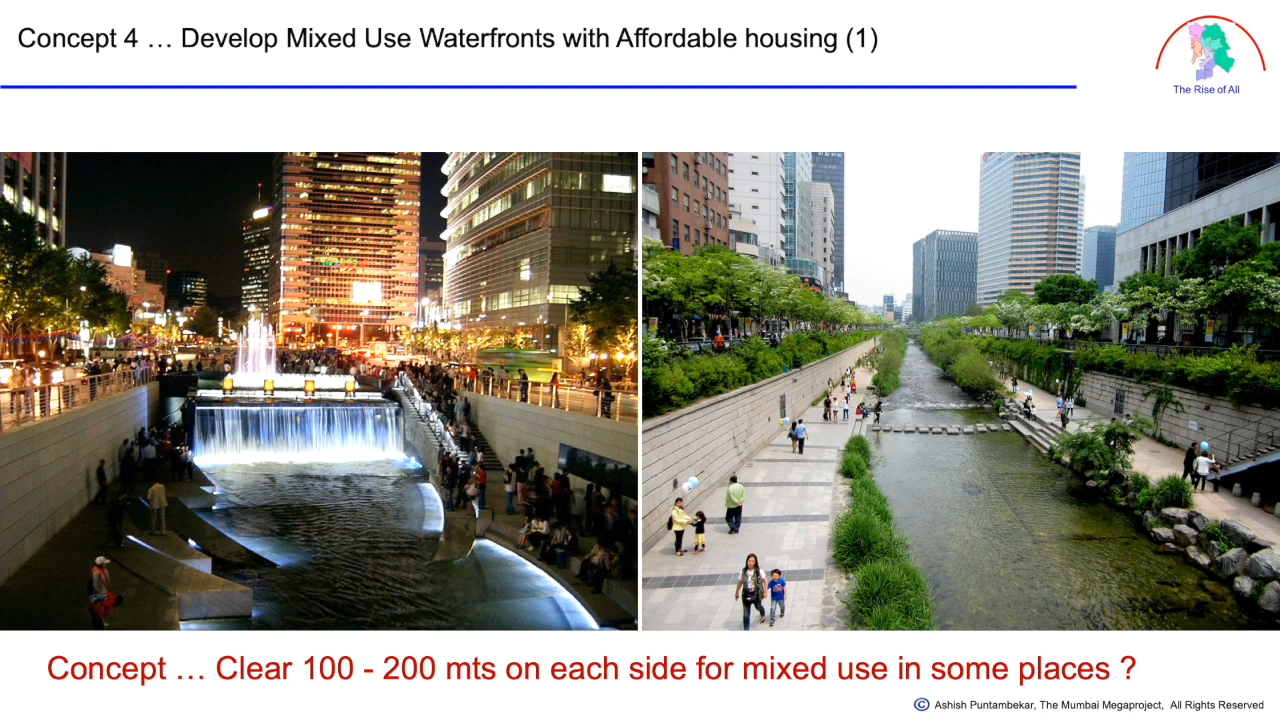 Concept 4 … Develop Mixed Use Waterfronts with Affordable housing (1)
The Rise of All
Concept … Clear 100 - 200 mts on each side for mixed use in some places ?
© Ashish Puntambekar, The Mumbai Megaproject, All Rights Reserved